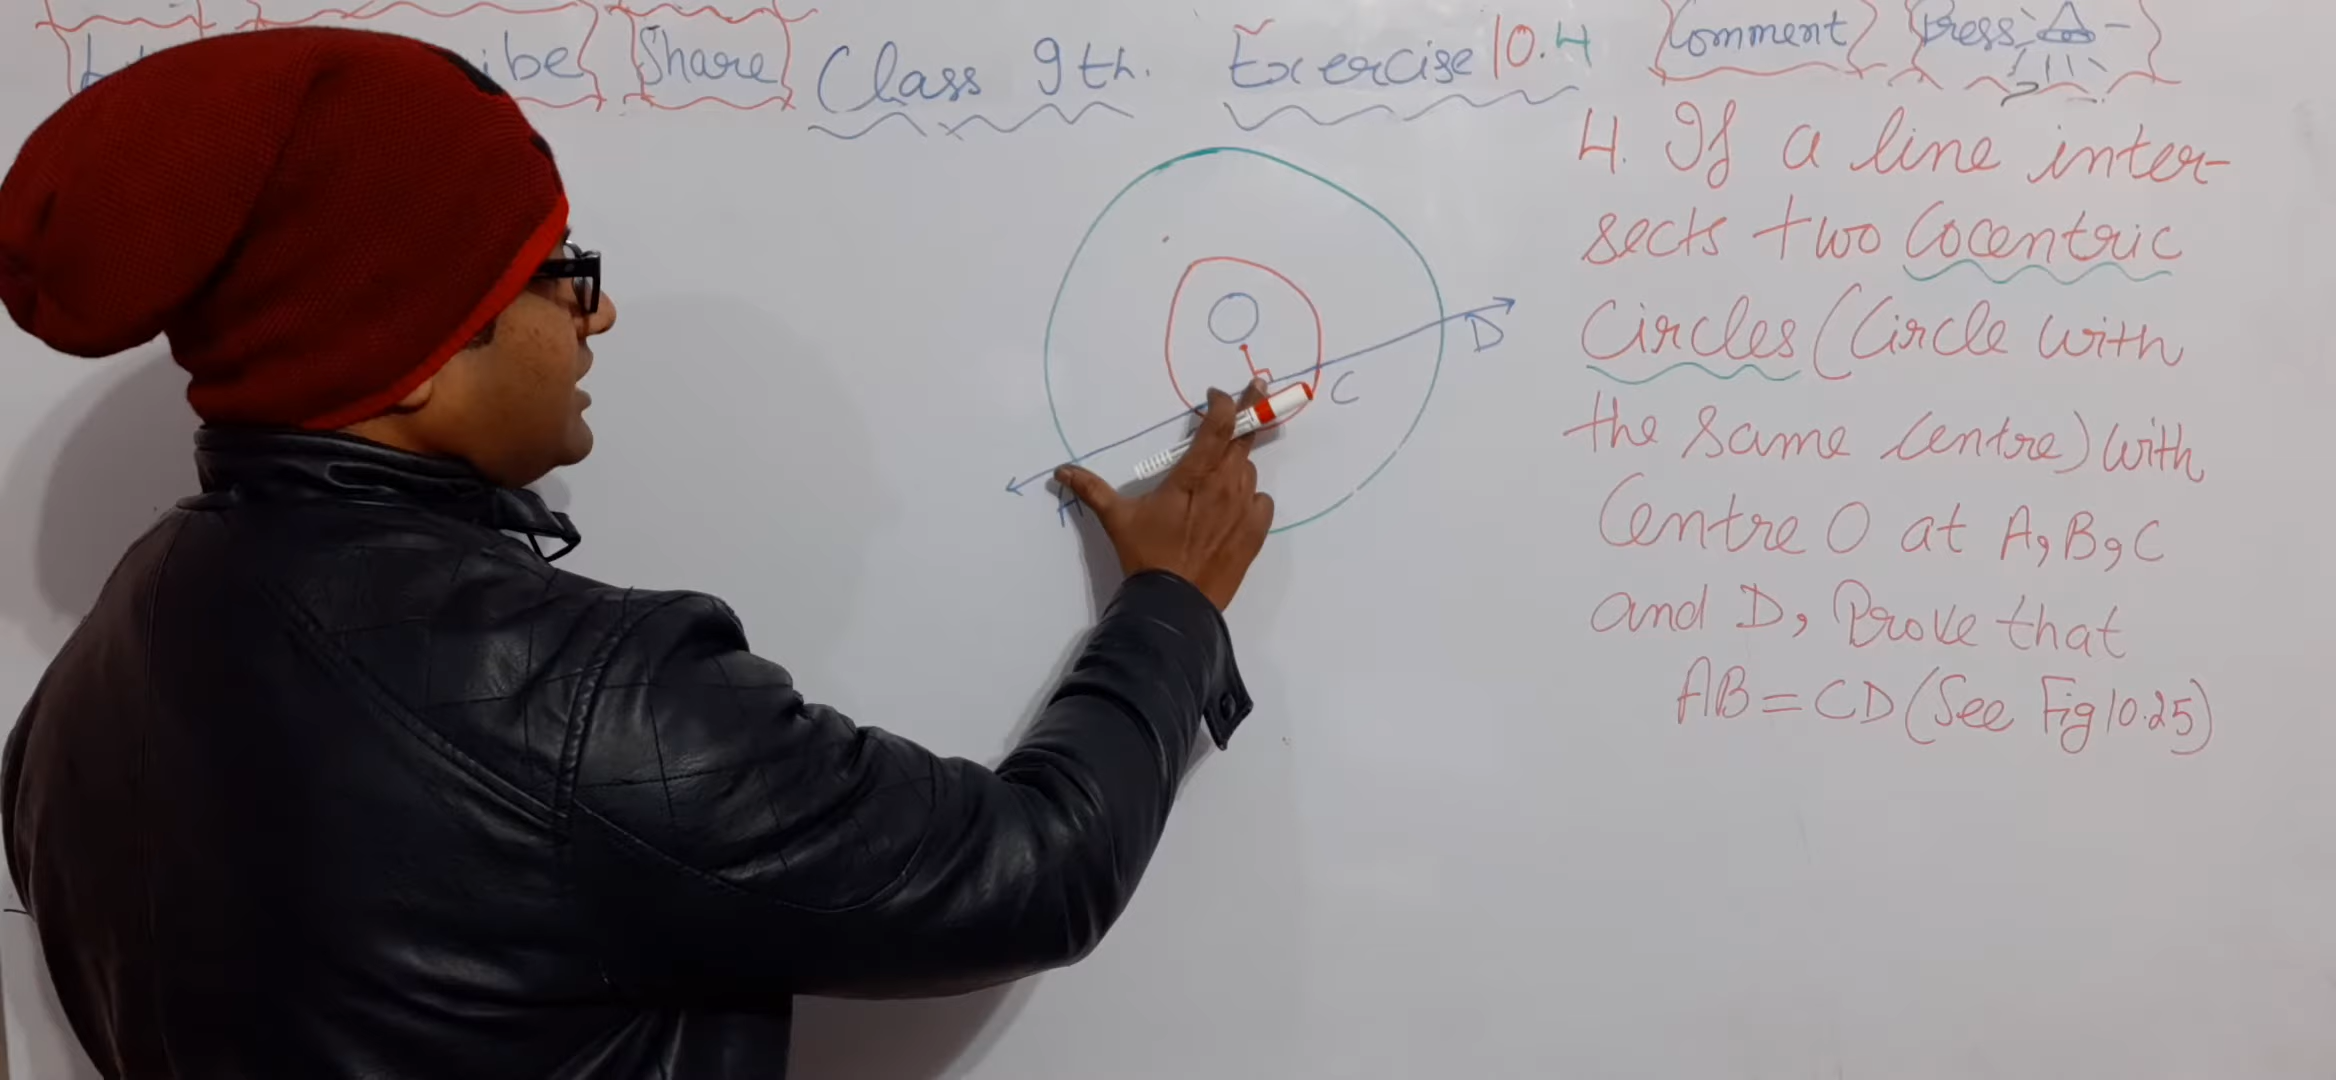 Share
Class 9th.
Exercise 10.4
Comment
Press
4. If a line inter-
sects two Cocentric
Circles (Circle with
the same Centre) with
Centre O at A, B, C
and D, Prove that
AB = CD (See Fig 10.25)
O
D
C
A